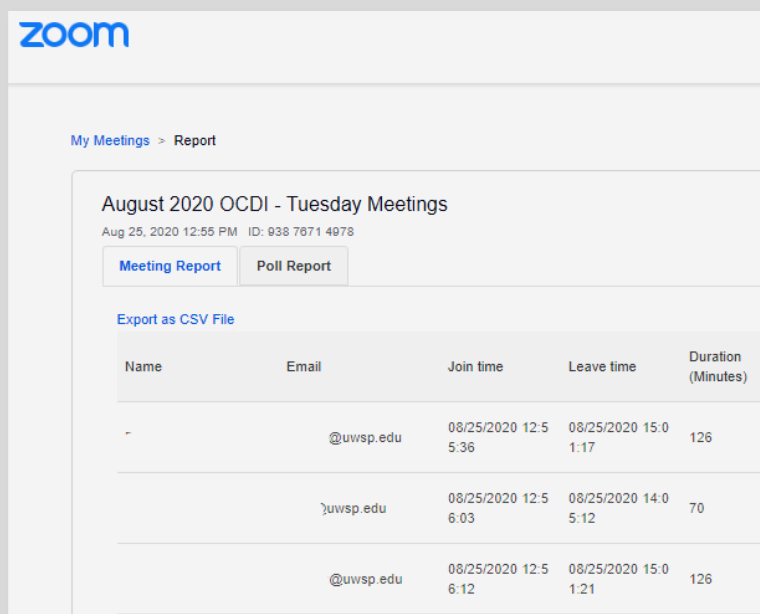 zoom
My Meetings > Report
August 2020 OCDI - Tuesday Meetings
Aug 25, 2020 12:55 PM ID: 938 7671 4978
Meeting Report Poll Report
Export as CSV File
Name Email Join time Leave time Duration
(Minutes)
@uwsp.edu 08/25/2020 12:5 08/25/2020 15:0 126
5:36 1:17
uwsp.edu 08/25/2020 12:5 08/25/2020 14:0 70
6:03 5:12
@uwsp.edu 08/25/2020 12:5 08/25/2020 15:0 126
6:12 1:21